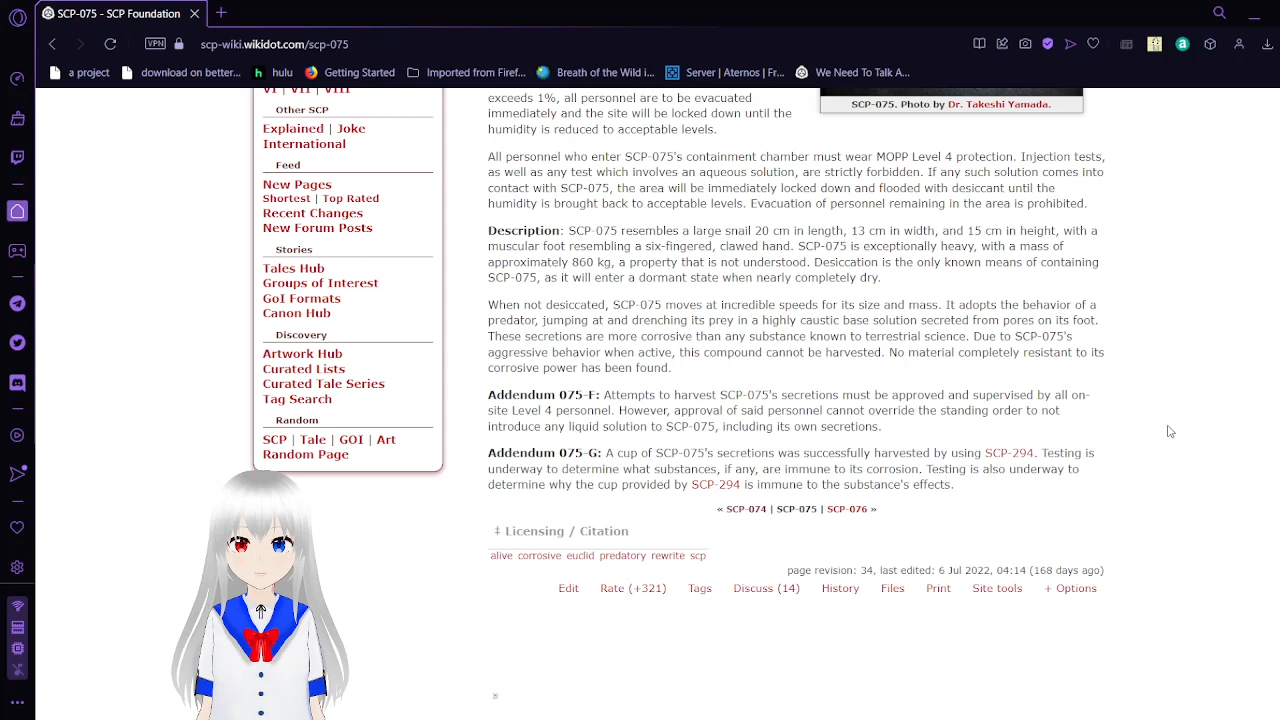 SCP-075 - SCP Foundation
VPN
scp-wiki.wikidot.com/scp-075
a project
download on better...
hulu
Getting Started
Imported from Firef...
Breath of the Wild i...
Server | Aternos | Fr...
We Need To Talk A...
VI | VII | VIII
Other SCP
Explained | Joke
International
Feed
New Pages
Shortest | Top Rated
Recent Changes
New Forum Posts
Stories
Tales Hub
Groups of Interest
GoI Formats
Canon Hub
Discovery
Artwork Hub
Curated Lists
Curated Tale Series
Tag Search
Random
SCP | Tale | GOI | Art
Random Page
exceeds 1%, all personnel are to be evacuated
immediately and the site will be locked down until the
humidity is reduced to acceptable levels.
SCP-075. Photo by Dr. Takeshi Yamada.
All personnel who enter SCP-075's containment chamber must wear MOPP Level 4 protection. Injection tests,
as well as any test which involves an aqueous solution, are strictly forbidden. If any such solution comes into
contact with SCP-075, the area will be immediately locked down and flooded with desiccant until the
humidity is brought back to acceptable levels. Evacuation of personnel remaining in the area is prohibited.
Description: SCP-075 resembles a large snail 20 cm in length, 13 cm in width, and 15 cm in height, with a
muscular foot resembling a six-fingered, clawed hand. SCP-075 is exceptionally heavy, with a mass of
approximately 860 kg, a property that is not understood. Desiccation is the only known means of containing
SCP-075, as it will enter a dormant state when nearly completely dry.
When not desiccated, SCP-075 moves at incredible speeds for its size and mass. It adopts the behavior of a
predator, jumping at and drenching its prey in a highly caustic base solution secreted from pores on its foot.
These secretions are more corrosive than any substance known to terrestrial science. Due to SCP-075's
aggressive behavior when active, this compound cannot be harvested. No material completely resistant to its
corrosive power has been found.
Addendum 075-F: Attempts to harvest SCP-075's secretions must be approved and supervised by all on-
site Level 4 personnel. However, approval of said personnel cannot override the standing order to not
introduce any liquid solution to SCP-075, including its own secretions.
Addendum 075-G: A cup of SCP-075's secretions was successfully harvested by using SCP-294. Testing is
underway to determine what substances, if any, are immune to its corrosion. Testing is also underway to
determine why the cup provided by SCP-294 is immune to the substance's effects.
« SCP-074 | SCP-075 | SCP-076 »
‡ Licensing / Citation
alive corrosive euclid predatory rewrite scp
page revision: 34, last edited: 6 Jul 2022, 04:14 (168 days ago)
Edit Rate (+321) Tags Discuss (14) History Files Print Site tools + Options